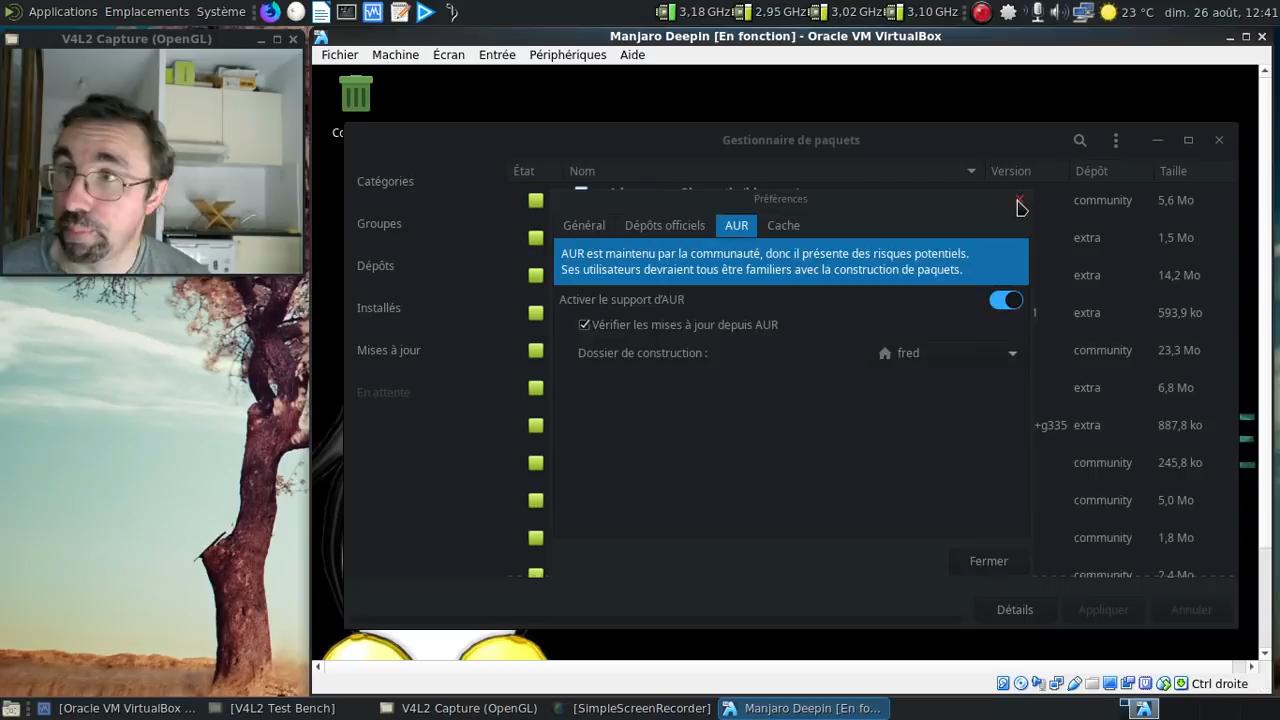 Applications Emplacements Système
3,18 GHz 2,95 GHz 3,02 GHz 3,10 GHz 23 °C jeu. 26 août, 12:41
V4L2 Capture (OpenGL)
Manjaro Deepin [En fonction] - Oracle VM VirtualBox
Fichier Machine Écran Entrée Périphériques Aide
Gestionnaire de paquets
Catégories
Groupes
Dépôts
Installés
Mises à jour
En attente
État Nom Version Dépôt Taille
community 5,6 Mo
extra 1,5 Mo
extra 14,2 Mo
1 extra 593,9 ko
community 23,3 Mo
extra 6,8 Mo
+g335 extra 887,8 ko
community 245,8 ko
community 5,0 Mo
community 1,8 Mo
community 2,4 Mo
Préférences
Général Dépôts officiels AUR Cache
AUR est maintenu par la communauté, donc il présente des risques potentiels.
Ses utilisateurs devraient tous être familiers avec la construction de paquets.
Activer le support d'AUR
Vérifier les mises à jour depuis AUR
Dossier de construction : fred
Fermer
Détails Appliquer Annuler
Ctrl droite
[Oracle VM VirtualBox ... [V4L2 Test Bench] V4L2 Capture (OpenGL) [SimpleScreenRecorder] Manjaro Deepin [En fo...